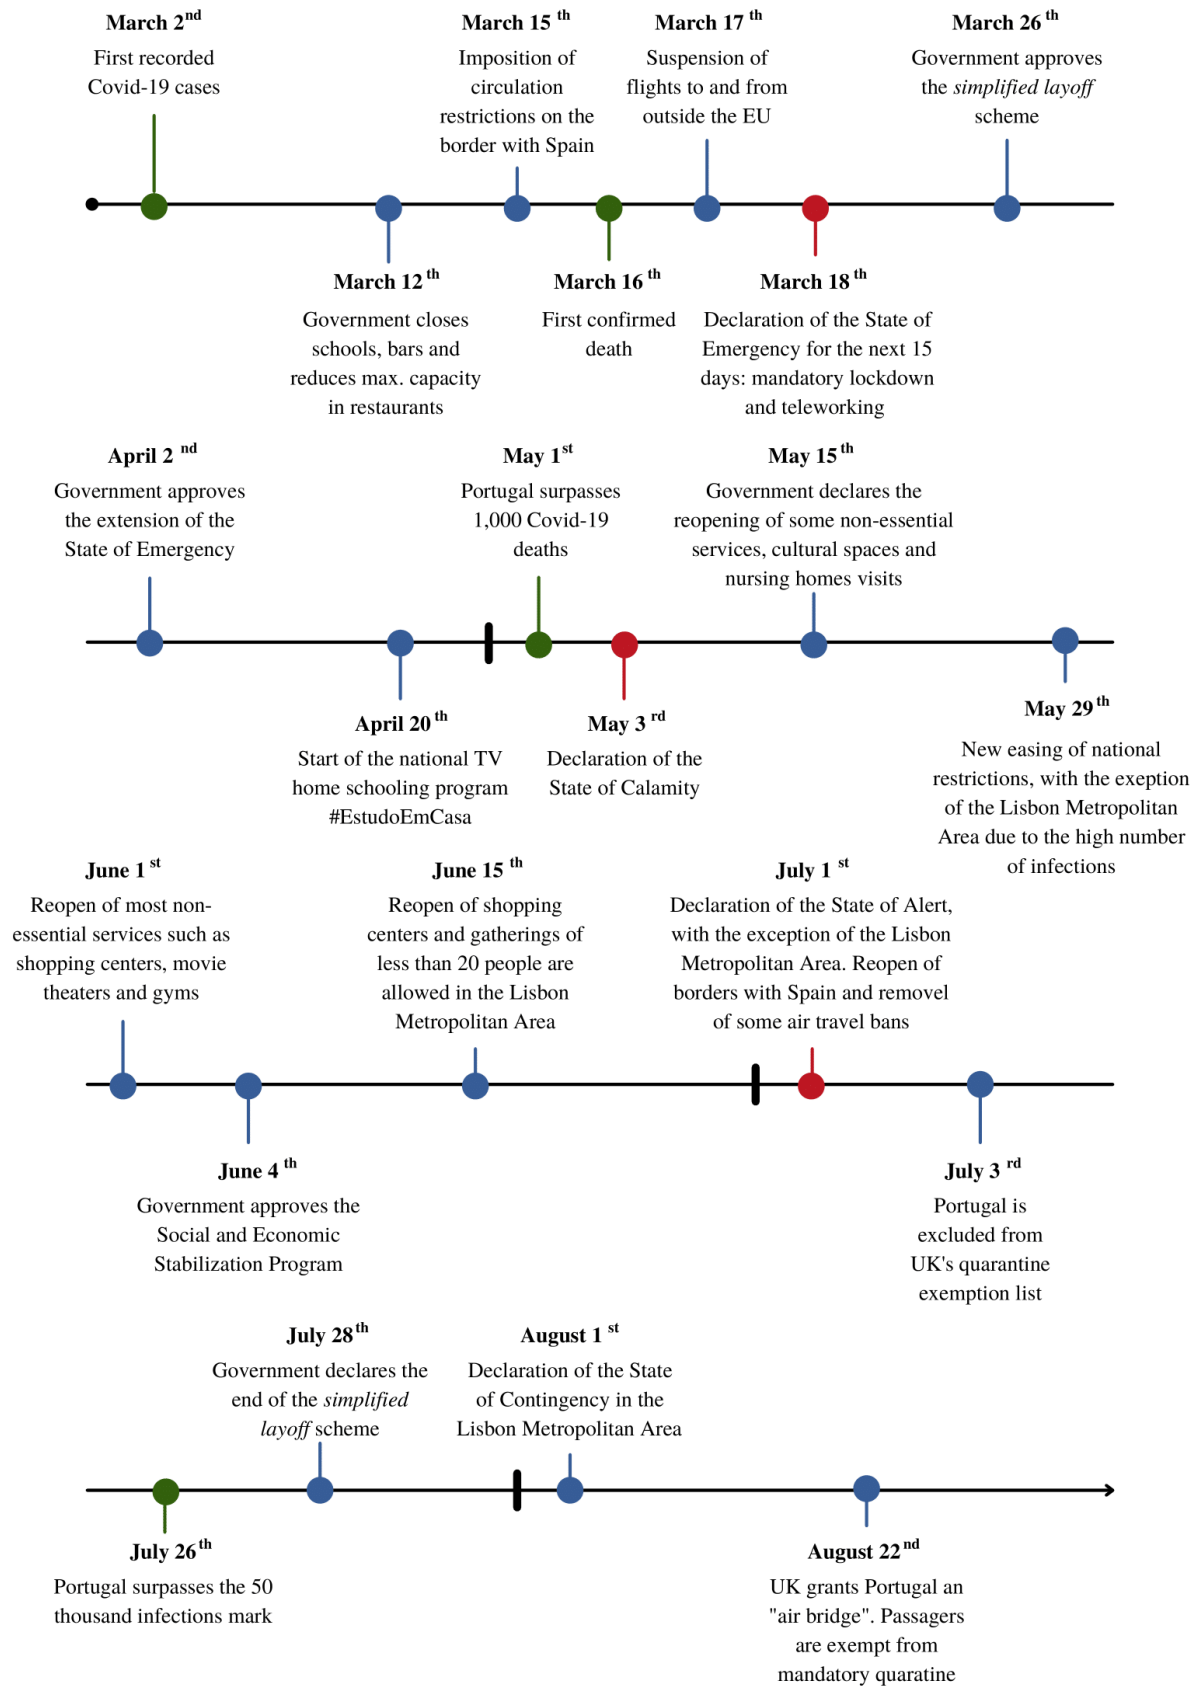 March 2nd
First recorded
Covid-19 cases
March 15 th
Imposition of
circulation
restrictions on the
border with Spain
March 17 th
Suspension of
flights to and from
outside the EU
March 26 th
Government approves
the simplified layoff
scheme
March 12 th
Government closes
schools, bars and
reduces max. capacity
in restaurants
March 16 th
First confirmed
death
March 18 th
Declaration of the State of
Emergency for the next 15
days: mandatory lockdown
and teleworking
April 2 nd
Government approves
the extension of the
State of Emergency
May 1st
Portugal surpasses
1,000 Covid-19
deaths
May 15th
Government declares the
reopening of some non-essential
services, cultural spaces and
nursing homes visits
April 20 th
Start of the national TV
home schooling program
#EstudoEmCasa
May 3 rd
Declaration of the
State of Calamity
May 29 th
New easing of national
restrictions, with the exeption
of the Lisbon Metropolitan
Area due to the high number
of infections
June 1 st
Reopen of most non-
essential services such as
shopping centers, movie
theaters and gyms
June 15 th
Reopen of shopping
centers and gatherings of
less than 20 people are
allowed in the Lisbon
Metropolitan Area
July 1 st
Declaration of the State of Alert,
with the exception of the Lisbon
Metropolitan Area. Reopen of
borders with Spain and removel
of some air travel bans
June 4 th
Government approves the
Social and Economic
Stabilization Program
July 3 rd
Portugal is
excluded from
UK's quarantine
exemption list
July 28th
Government declares the
end of the simplified
layoff scheme
August 1 st
Declaration of the State
of Contingency in the
Lisbon Metropolitan Area
July 26th
Portugal surpasses the 50
thousand infections mark
August 22nd
UK grants Portugal an
"air bridge". Passagers
are exempt from
mandatory quaratine